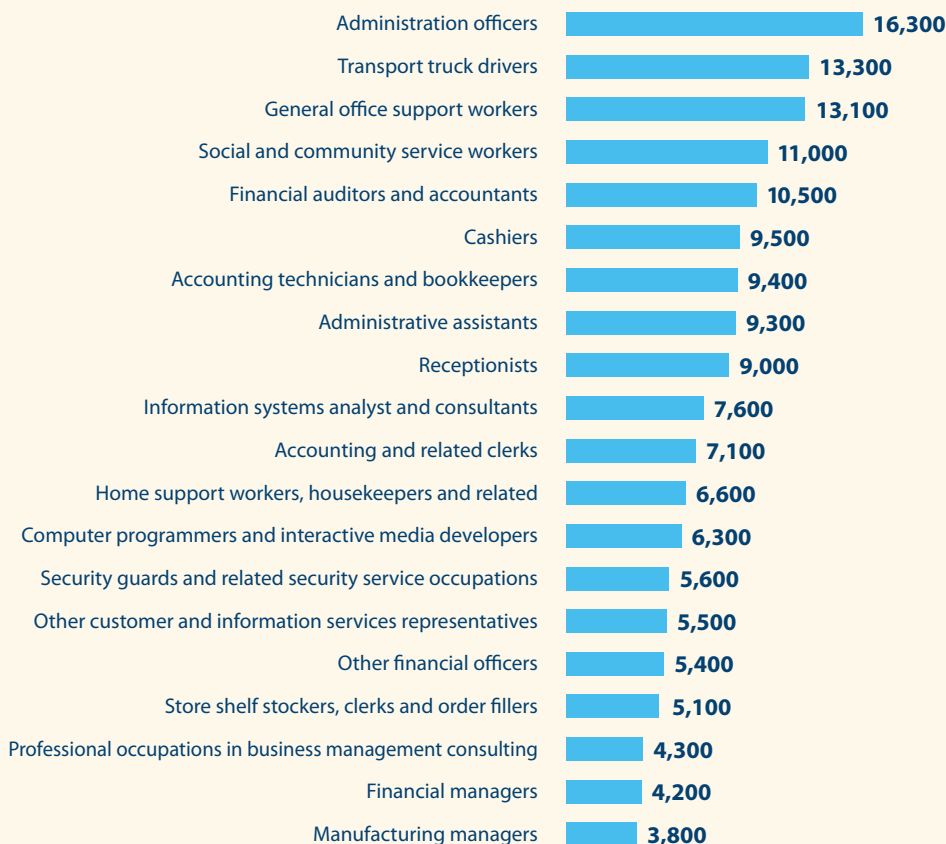 Administration officers 16,300
Transport truck drivers 13,300
General office support workers 13,100
Social and community service workers 11,000
Financial auditors and accountants 10,500
Cashiers 9,500
Accounting technicians and bookkeepers 9,400
Administrative assistants 9,300
Receptionists 9,000
Information systems analyst and consultants 7,600
Accounting and related clerks 7,100
Home support workers, housekeepers and related 6,600
Computer programmers and interactive media developers 6,300
Security guards and related security service occupations 5,600
Other customer and information services representatives 5,500
Other financial officers 5,400
Store shelf stockers, clerks and order fillers 5,100
Professional occupations in business management consulting 4,300
Financial managers 4,200
Manufacturing managers 3,800